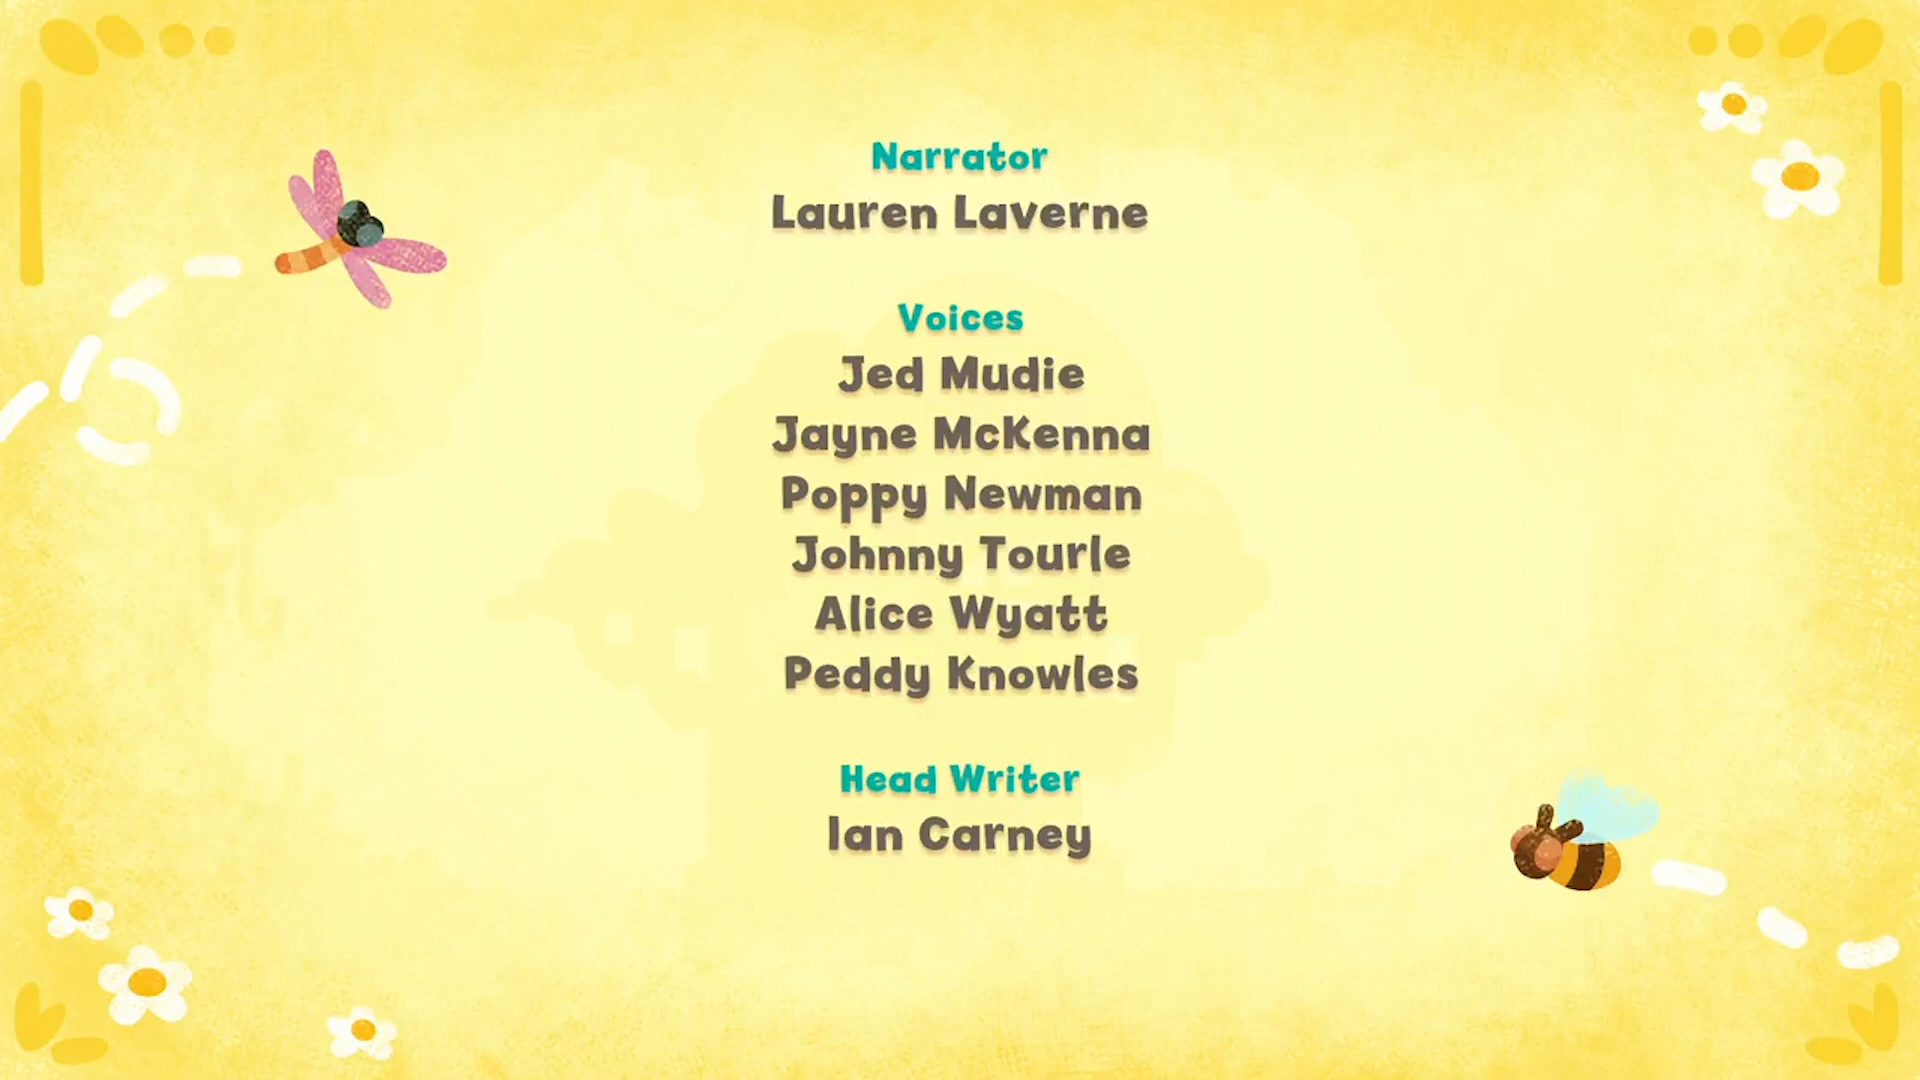 Narrator
Lauren Laverne
Voices
Jed Mudie
Jayne McKenna
Poppy Newman
Johnny Tourle
Alice Wyatt
Peddy Knowles
Head Writer
Ian Carney